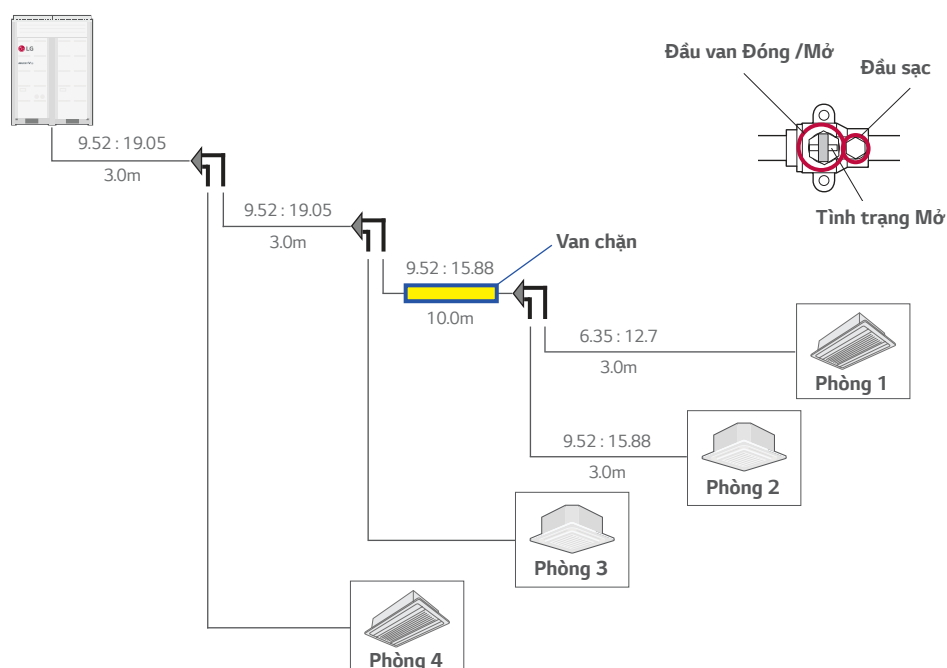 LG
Đầu van Đóng /Mở
Đầu sạc
9.52 : 19.05
3.0m
9.52 : 19.05
3.0m
Tình trạng Mở
Van chặn
9.52 : 15.88
10.0m
6.35 : 12.7
3.0m
Phòng 1
9.52 : 15.88
3.0m
Phòng 2
Phòng 3
Phòng 4